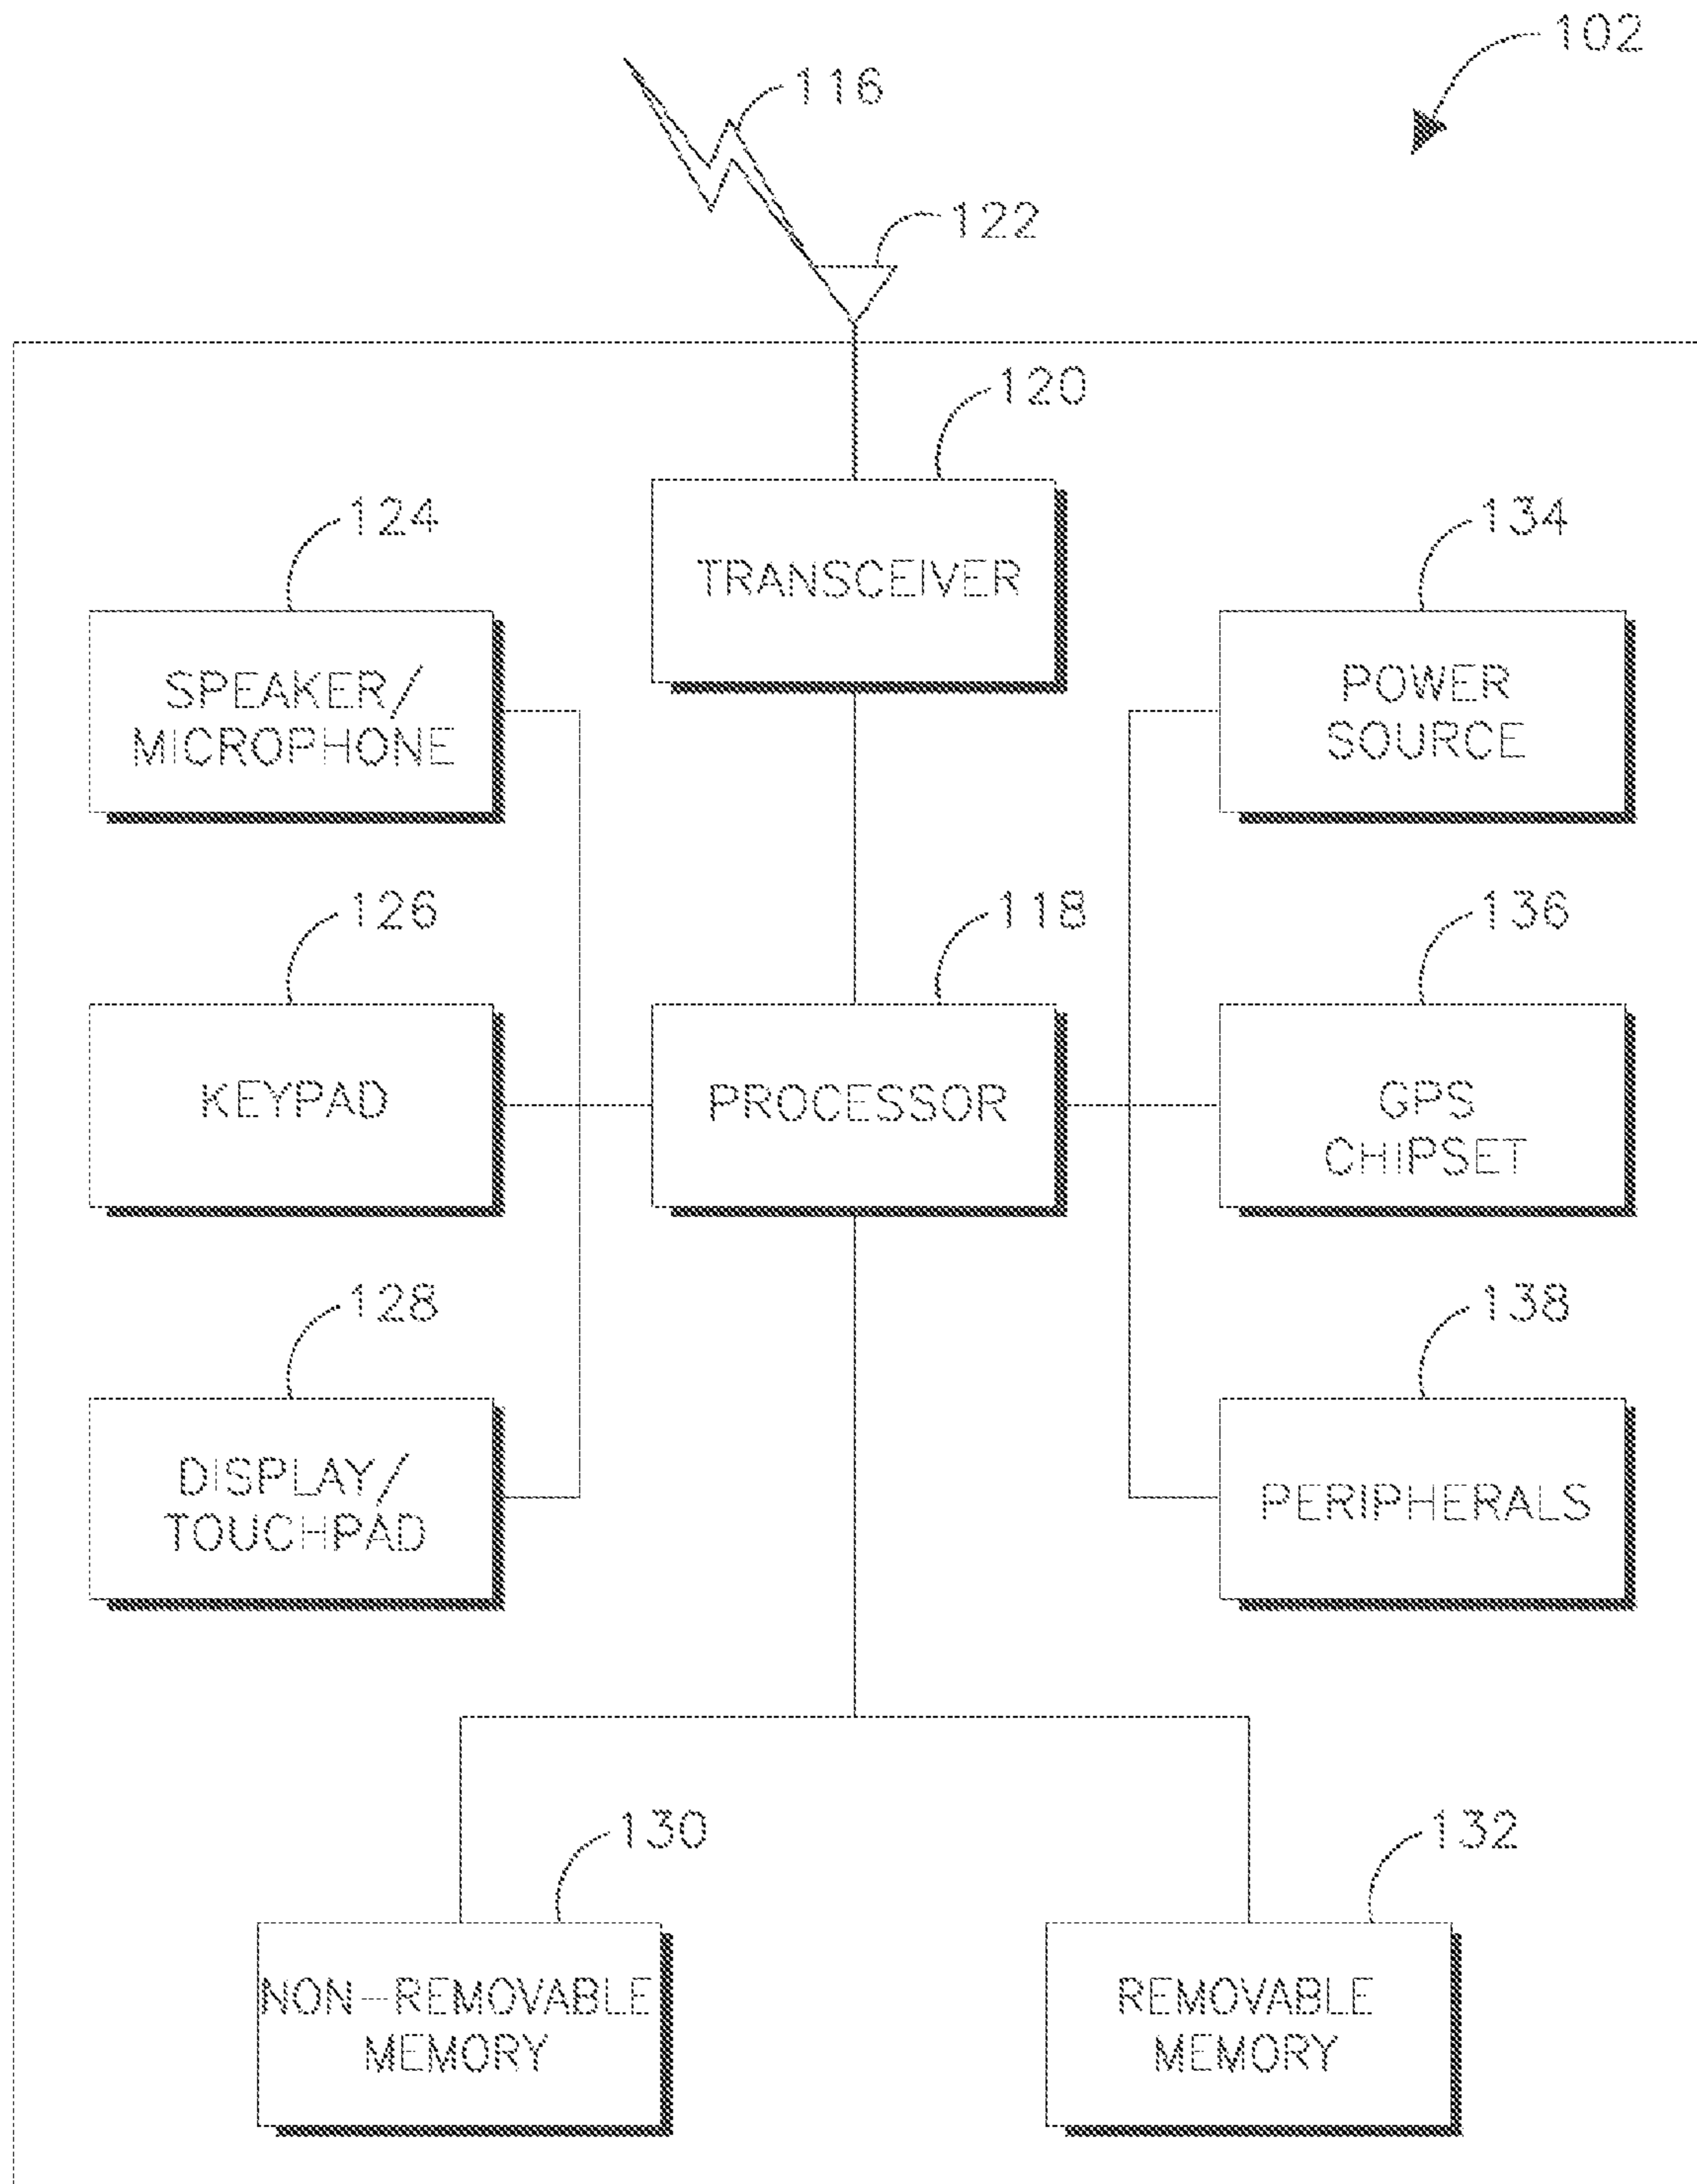 102
116
122
120
TRANSCEIVER
124
SPEAKER/
MICROPHONE
134
POWER
SOURCE
126
KEYPAD
118
PROCESSOR
136
GPS
CHIPSET
128
DISPLAY/
TOUCHPAD
138
PERIPHERALS
130
NON-REMOVABLE
MEMORY
132
REMOVABLE
MEMORY